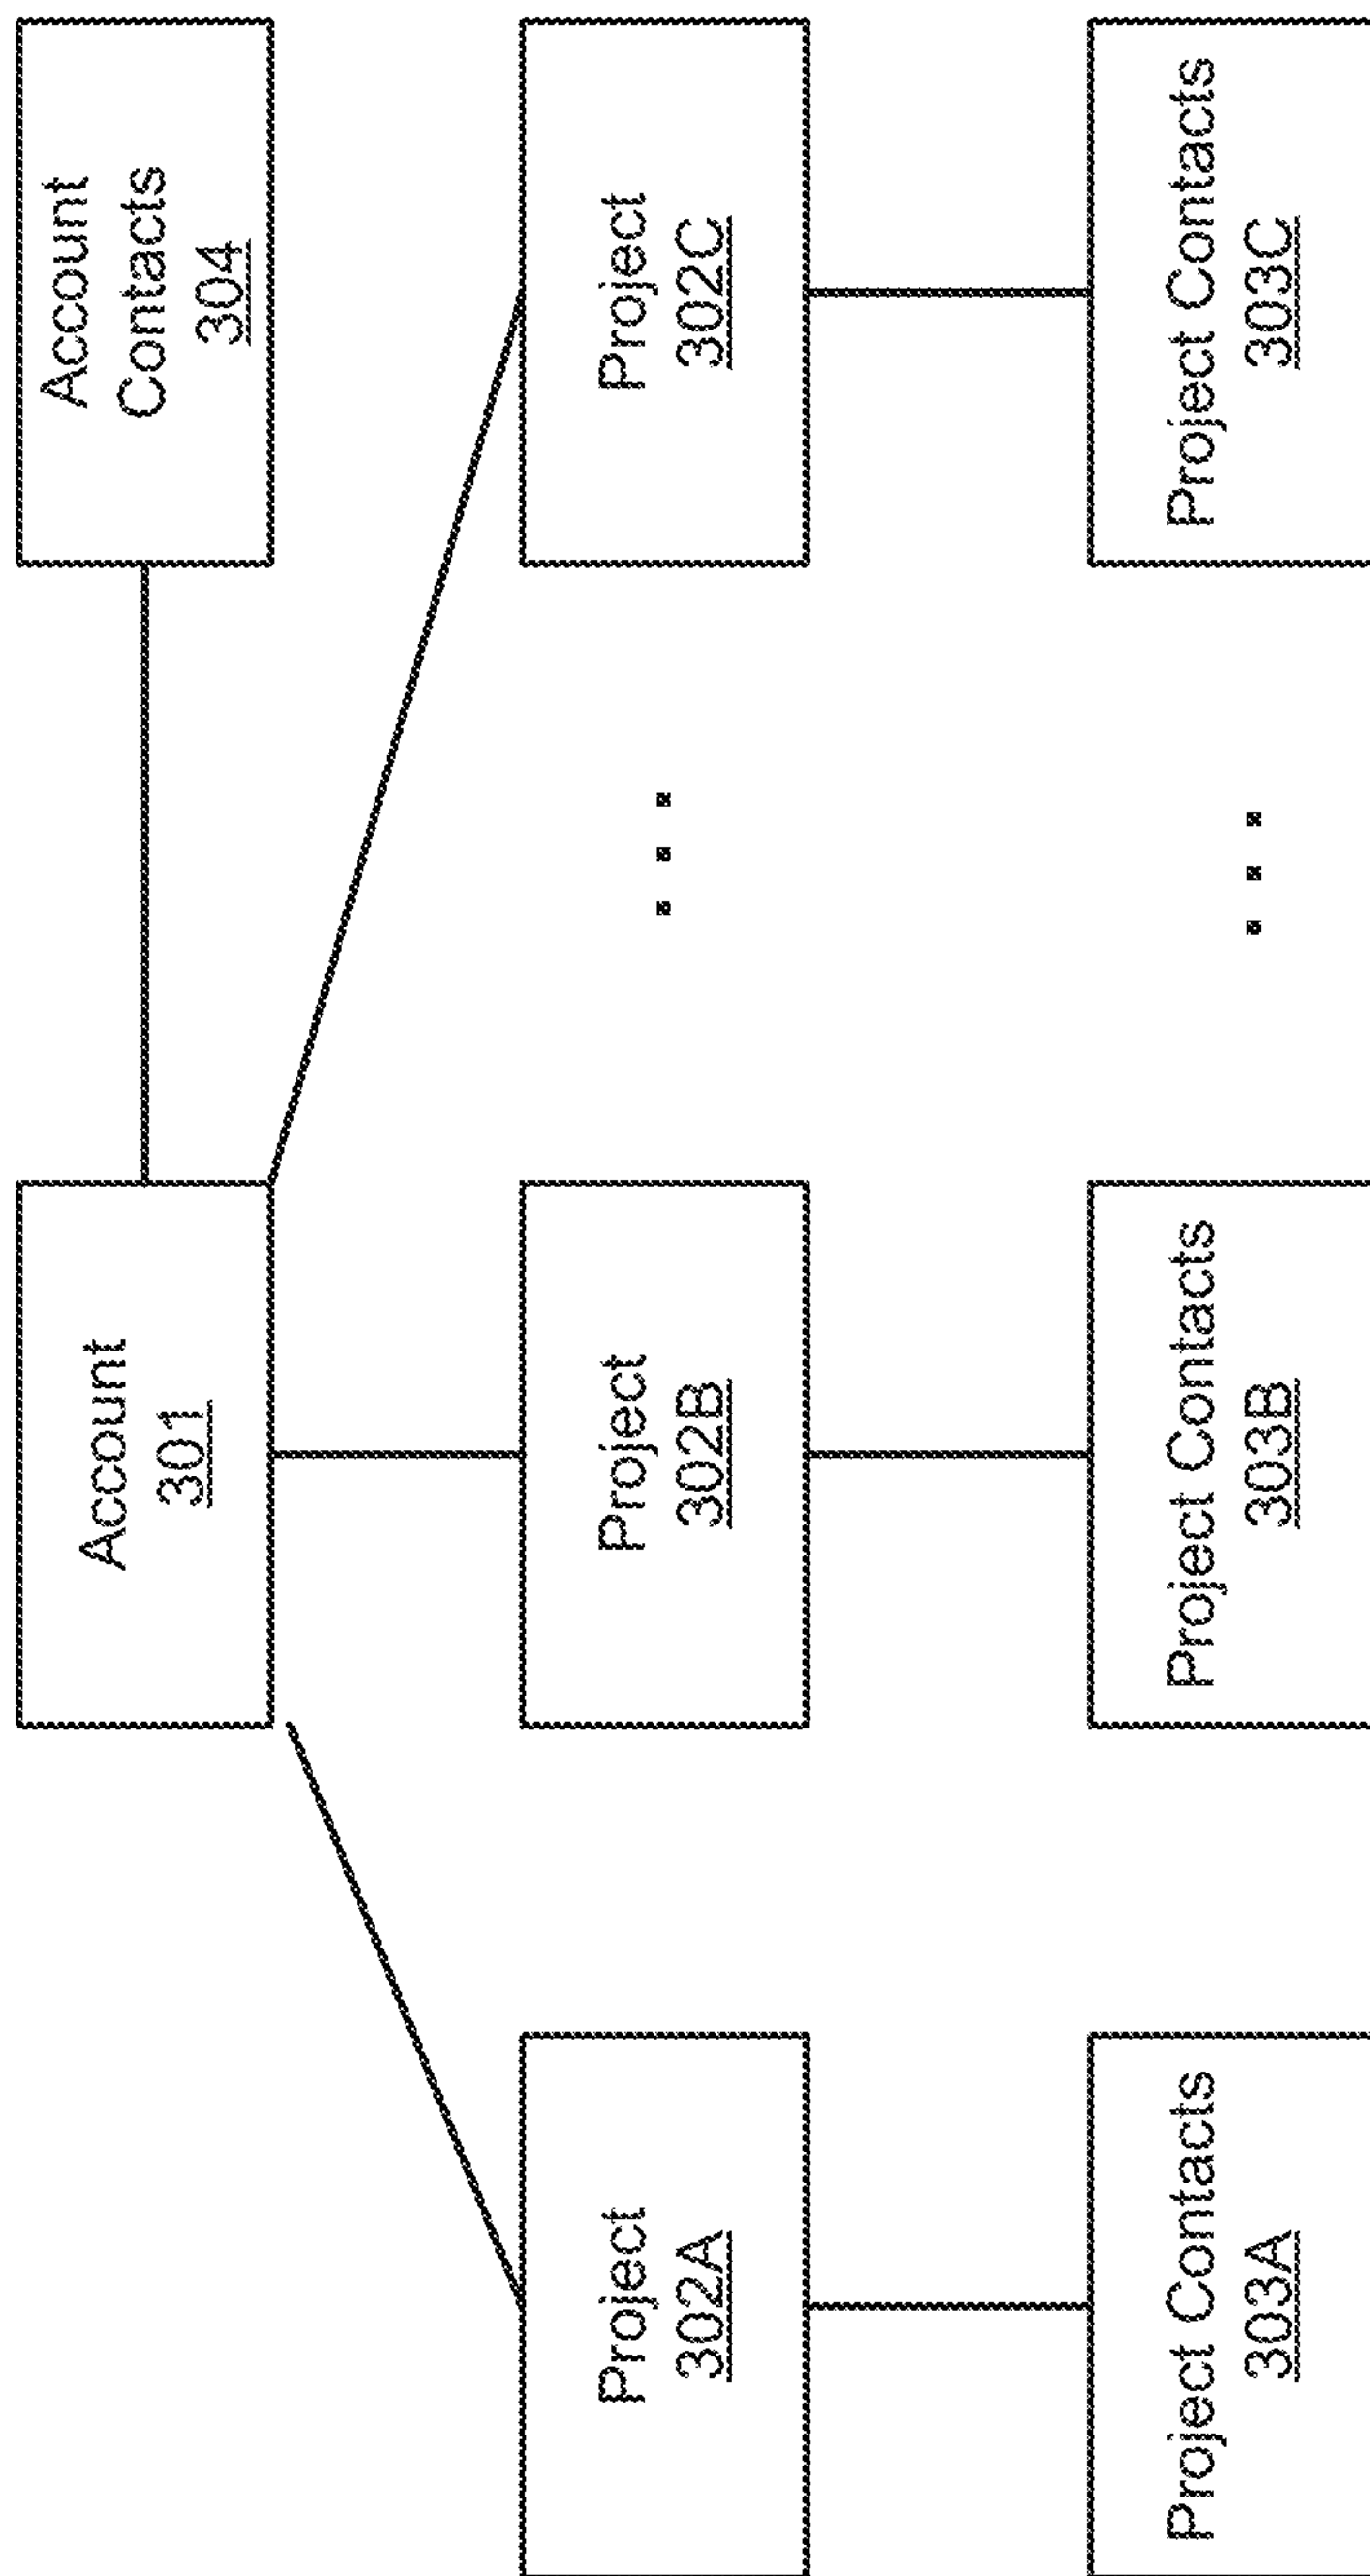 Account
301
Account
Contacts
304
Project
302A
Project
302B
. . .
Project
302C
Project Contacts
303A
Project Contacts
303B
. . .
Project Contacts
303C